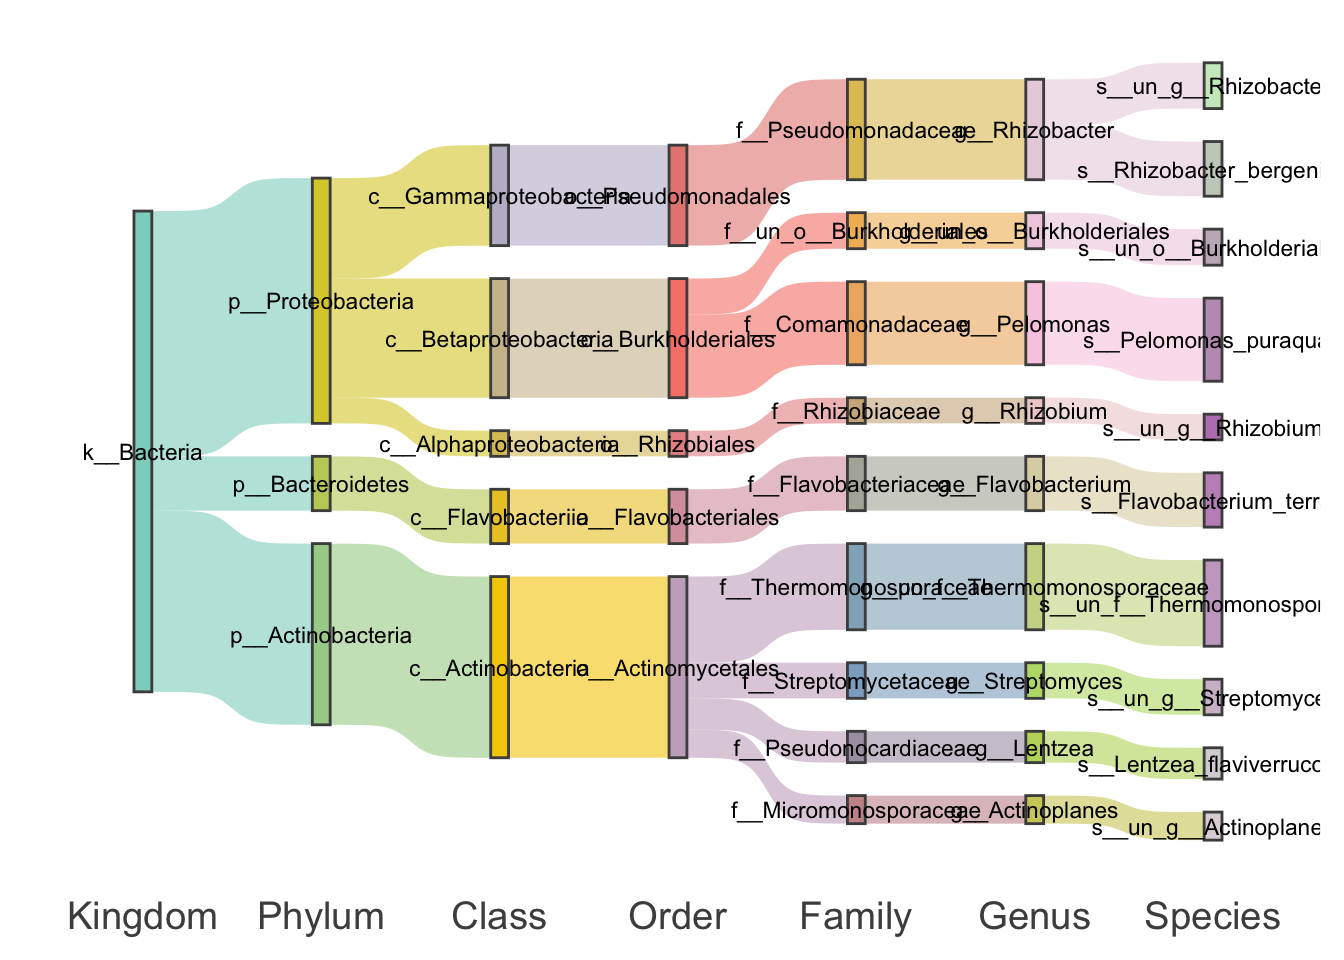 k__Bacteria
p__Proteobacteria
p__Bacteroidetes
p__Actinobacteria
c__Gammaproteobacteria
c__Betaproteobacteria
c__Alphaproteobacteria
c__Flavobacteriia
c__Actinobacteria
o__Pseudomonadales
o__Burkholderiales
o__Rhizobiales
o__Flavobacteriales
o__Actinomycetales
f__Pseudomonadaceae
f__un_o__Burkholderiales
f__Comamonadaceae
f__Rhizobiaceae
f__Flavobacteriaceae
f__Thermomonosporaceae
f__Streptomycetaceae
f__Pseudonocardiaceae
f__Micromonosporaceae
g__Rhizobacter
g__un_o__Burkholderiales
g__Pelomonas
g__Rhizobium
g__Flavobacterium
g__un_f__Thermomonosporaceae
g__Streptomyces
g__Lentzea
g__Actinoplanes
s__un_g__Rhizobacte
s__Rhizobacter_bergeni
s__un_o__Burkholderial
s__Pelomonas_puraqua
s__un_g__Rhizobium
s__Flavobacterium_terr
s__un_f__Thermomonospor
s__un_g__Streptomyce
s__Lentzea_flaviverruco
s__un_g__Actinoplane
Kingdom Phylum Class Order Family Genus Species